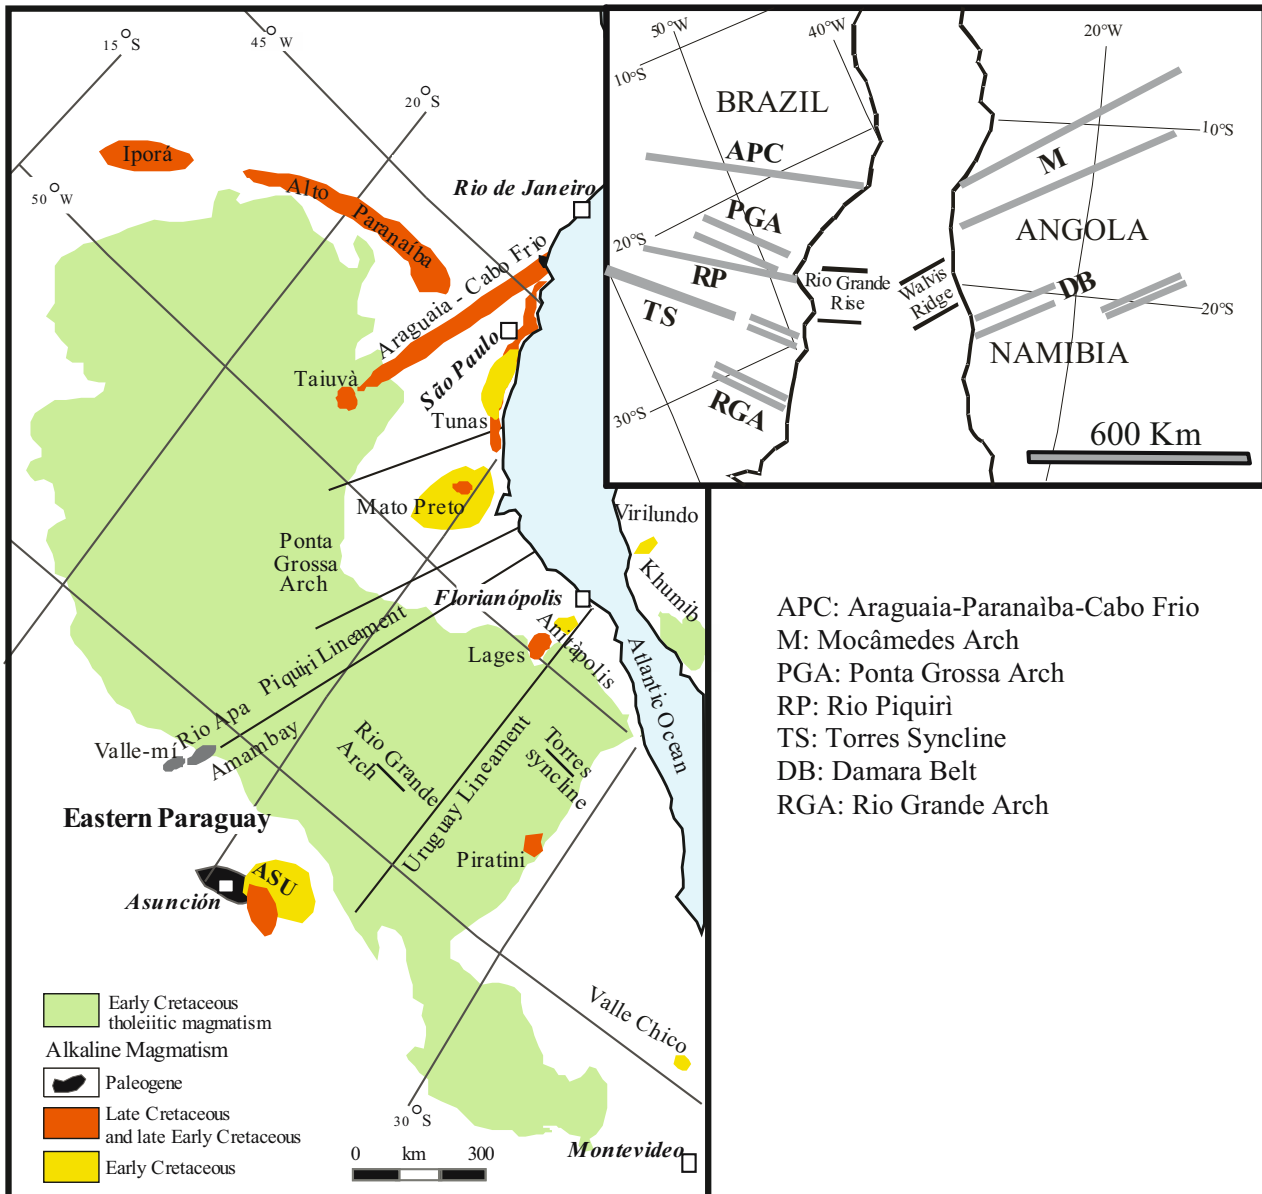 15°S
45°W
20°S
50°W
Iporá
Alto Paranaíba
Rio de Janeiro
Araguaia - Cabo Frio
São Paulo
Taiuvà
Tunas
Mato Preto
Ponta
Grossa
Arch
Piquiri Lineament
Florianópolis
Anitàpolis
Lages
Virilundo
Khumib
Atlantic Ocean
Rio Apa
Amambay
Valle-mí
Rio Grande
Arch
Uruguay Lineament
Torres
syncline
Eastern Paraguay
ASU
Asunción
Piratini
Valle Chico
30°S
Montevideo
0 km 300
Early Cretaceous
tholeiitic magmatism
Alkaline Magmatism
Paleogene
Late Cretaceous
and late Early Cretaceous
Early Cretaceous
50°W
40°W
20°W
10°S
BRAZIL
10°S
APC
M
PGA
ANGOLA
20°S
RP
Rio Grande
Rise
Walvis
Ridge
DB
20°S
TS
NAMIBIA
RGA
30°S
600 Km
APC: Araguaia-Paranaìba-Cabo Frio
M: Mocâmedes Arch
PGA: Ponta Grossa Arch
RP: Rio Piquirì
TS: Torres Syncline
DB: Damara Belt
RGA: Rio Grande Arch